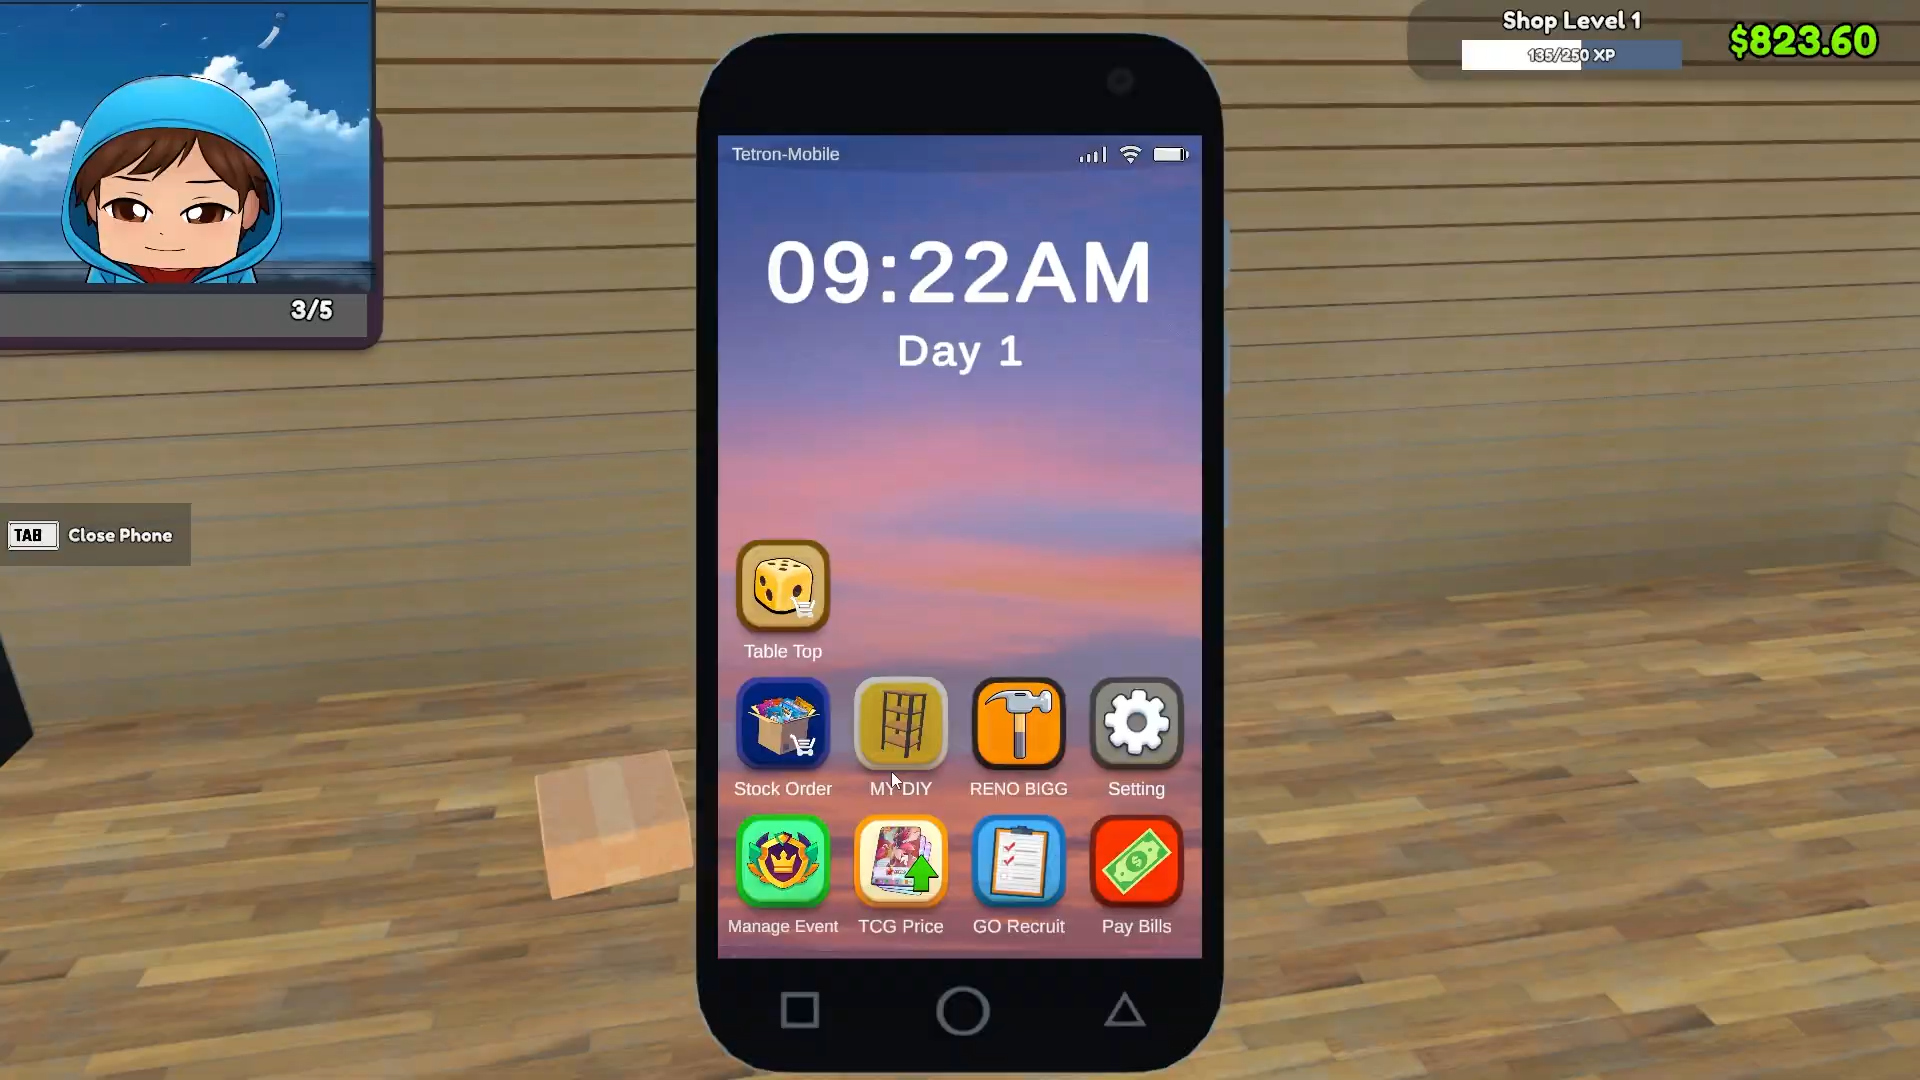 Shop Level 1
135/250 XP
$823.60
3/5
TAB Close Phone
Tetron-Mobile
09:22AM
Day 1
Table Top
Stock Order
MY DIY
RENO BIGG
Setting
Manage Event
TCG Price
GO Recruit
Pay Bills